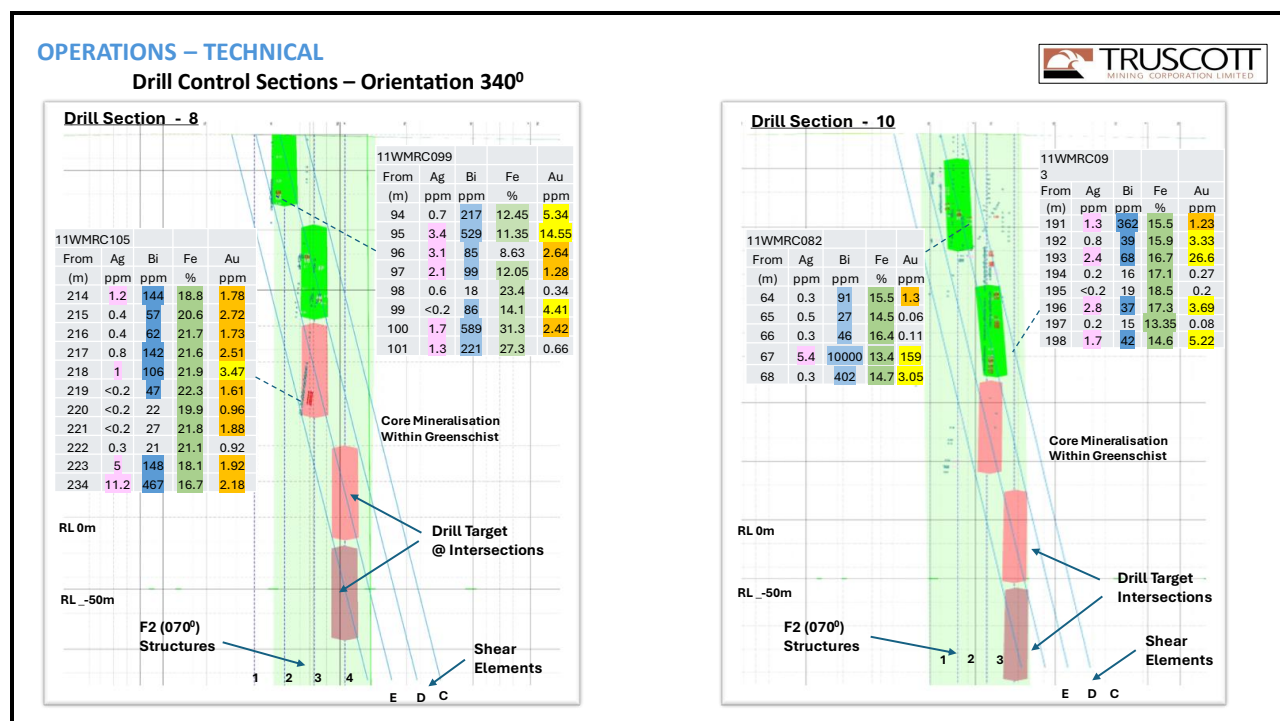 OPERATIONS – TECHNICAL
Drill Control Sections – Orientation 340⁰
TRUSCOTT
MINING CORPORATION LIMITED
Drill Section - 8
11WMRC099
From Ag Bi Fe Au
(m) ppm ppm % ppm
94 0.7 217 12.45 5.34
95 3.4 529 11.35 14.55
96 3.1 85 8.63 2.64
97 2.1 99 12.05 1.28
98 0.6 18 23.4 0.34
99 <0.2 86 14.1 4.41
100 1.7 589 31.3 2.42
101 1.3 221 27.3 0.66
11WMRC105
From Ag Bi Fe Au
(m) ppm ppm % ppm
214 1.2 144 18.8 1.78
215 0.4 57 20.6 2.72
216 0.4 62 21.7 1.73
217 0.8 142 21.6 2.51
218 1 106 21.9 3.47
219 <0.2 47 22.3 1.61
220 <0.2 22 19.9 0.96
221 <0.2 27 21.8 1.88
222 0.3 21 21.1 0.92
223 5 148 18.1 1.92
234 11.2 467 16.7 2.18
Core Mineralisation
Within Greenschist
RL 0m
Drill Target
@ Intersections
RL _-50m
F2 (070⁰)
Structures
Shear
Elements
1 2 3 4
E D C
Drill Section - 10
11WMRC09
3
From Ag Bi Fe Au
(m) ppm ppm % ppm
191 1.3 362 15.5 1.23
192 0.8 39 15.9 3.33
193 2.4 68 16.7 26.6
194 0.2 16 17.1 0.27
195 <0.2 19 18.5 0.2
196 2.8 37 17.3 3.69
197 0.2 15 13.35 0.08
198 1.7 42 14.6 5.22
11WMRC082
From Ag Bi Fe Au
(m) ppm ppm % ppm
64 0.3 91 15.5 1.3
65 0.5 27 14.5 0.06
66 0.3 46 16.4 0.11
67 5.4 10000 13.4 159
68 0.3 402 14.7 3.05
Core Mineralisation
Within Greenschist
RL 0m
Drill Target
Intersections
RL _-50m
F2 (070⁰)
Structures
Shear
Elements
1 2 3
E D C